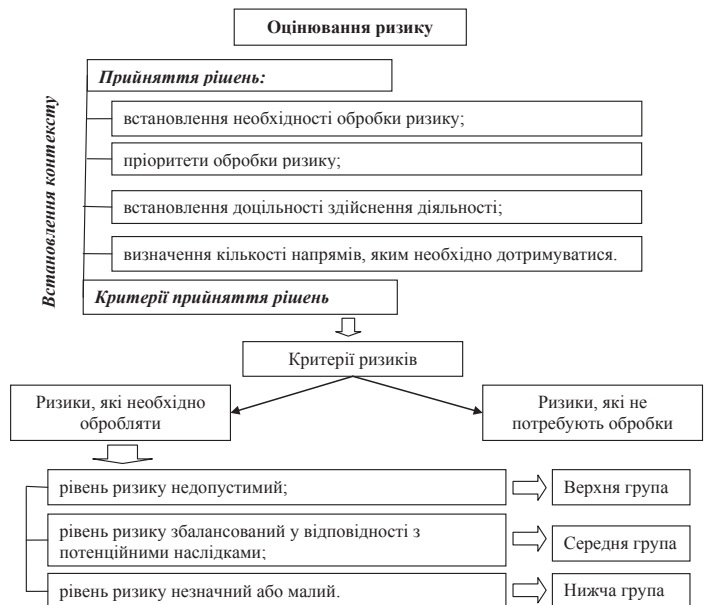 Оцінювання ризику
Встановлення контексту
Прийняття рішень:
встановлення необхідності обробки ризику;
пріоритети обробки ризику;
встановлення доцільності здійснення діяльності;
визначення кількості напрямів, яким необхідно дотримуватися.
Критерії прийняття рішень
Критерії ризиків
Ризики, які необхідно
обробляти
Ризики, які не
потребують обробки
рівень ризику недопустимий;
Верхня група
рівень ризику збалансований у відповідності з
потенційними наслідками;
Середня група
рівень ризику незначний або малий.
Нижча група